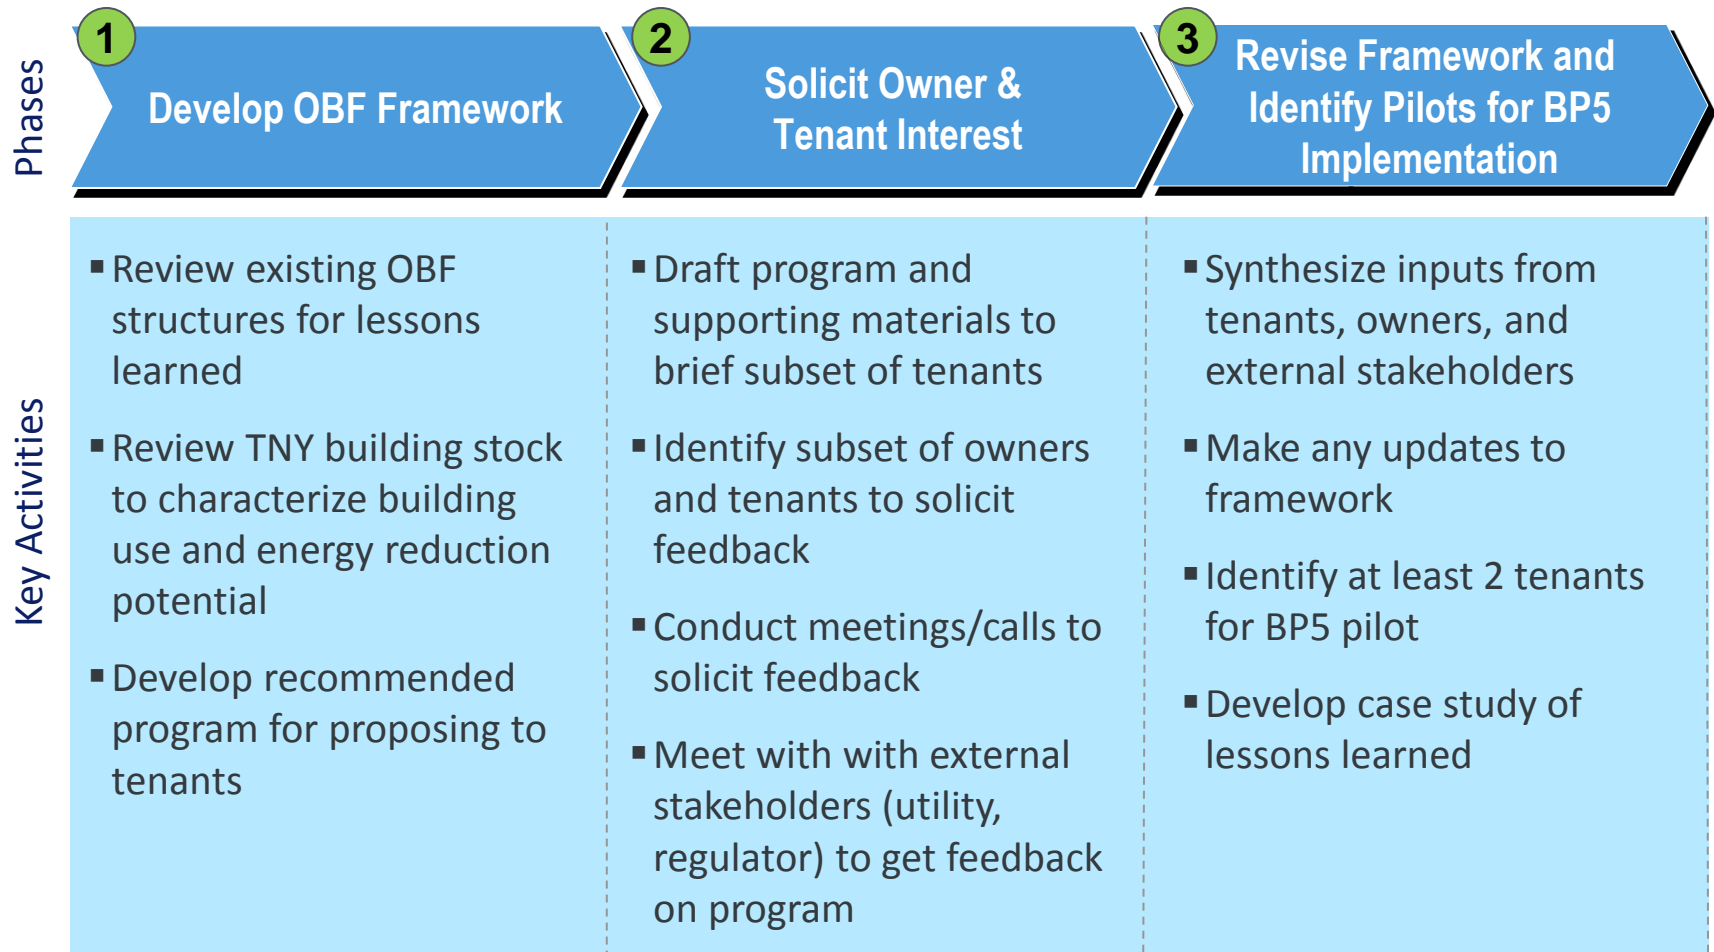 Phases
1
Develop OBF Framework
2
Solicit Owner &
Tenant Interest
3
Revise Framework and
Identify Pilots for BP5
Implementation
Key Activities
▪Review existing OBF
structures for lessons
learned
▪Review TNY building stock
to characterize building
use and energy reduction
potential
▪Develop recommended
program for proposing to
tenants
▪Draft program and
supporting materials to
brief subset of tenants
▪Identify subset of owners
and tenants to solicit
feedback
▪Conduct meetings/calls to
solicit feedback
▪Meet with with external
stakeholders (utility,
regulator) to get feedback
on program
▪Synthesize inputs from
tenants, owners, and
external stakeholders
▪Make any updates to
framework
▪Identify at least 2 tenants
for BP5 pilot
▪Develop case study of
lessons learned